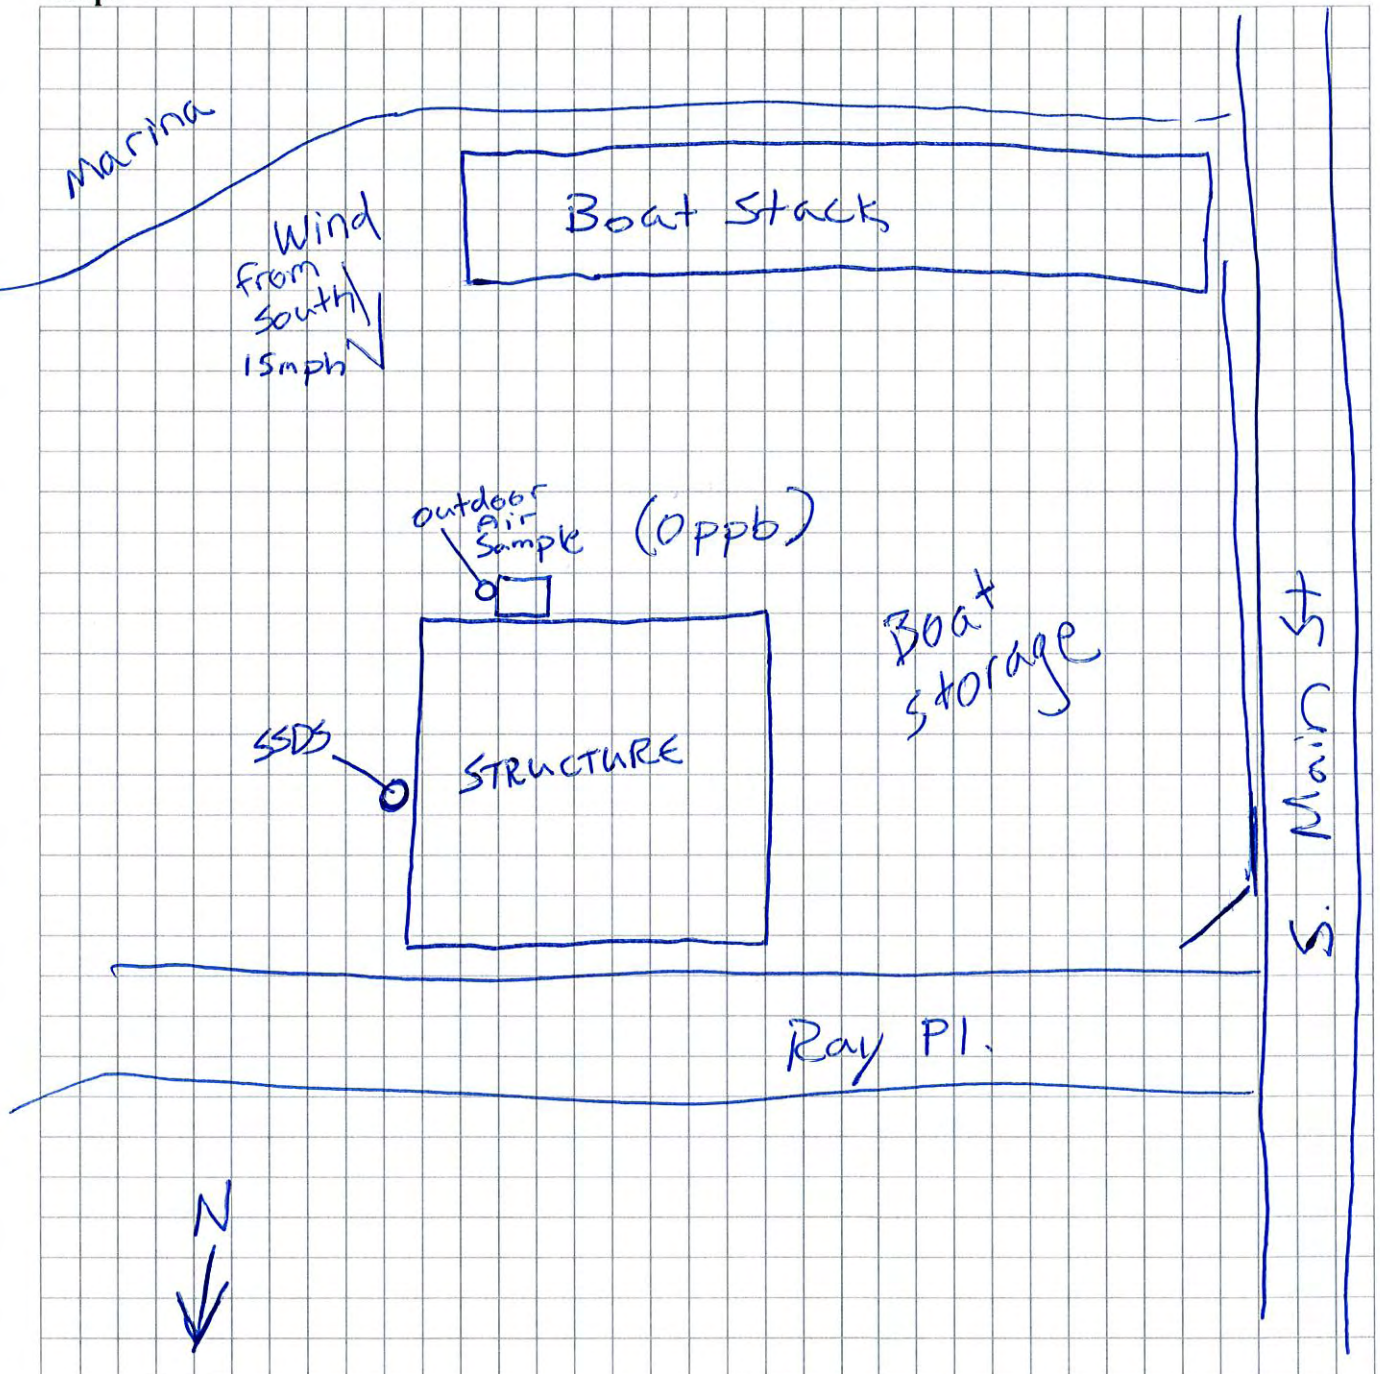 Marina
Wind
from
South
15mph
Boat Stack
outdoor
Air
Sample
(0ppb)
Boat
storage
SSDS
STRUCTURE
S. Main St
Ray Pl.
N